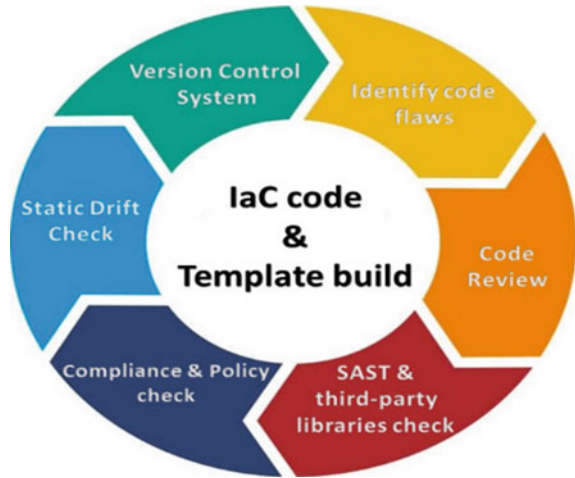 Version Control
System
Identify code
flaws
Code
Review
SAST &
third-party
libraries check
Compliance & Policy
check
Static Drift
Check
IaC code
&
Template build